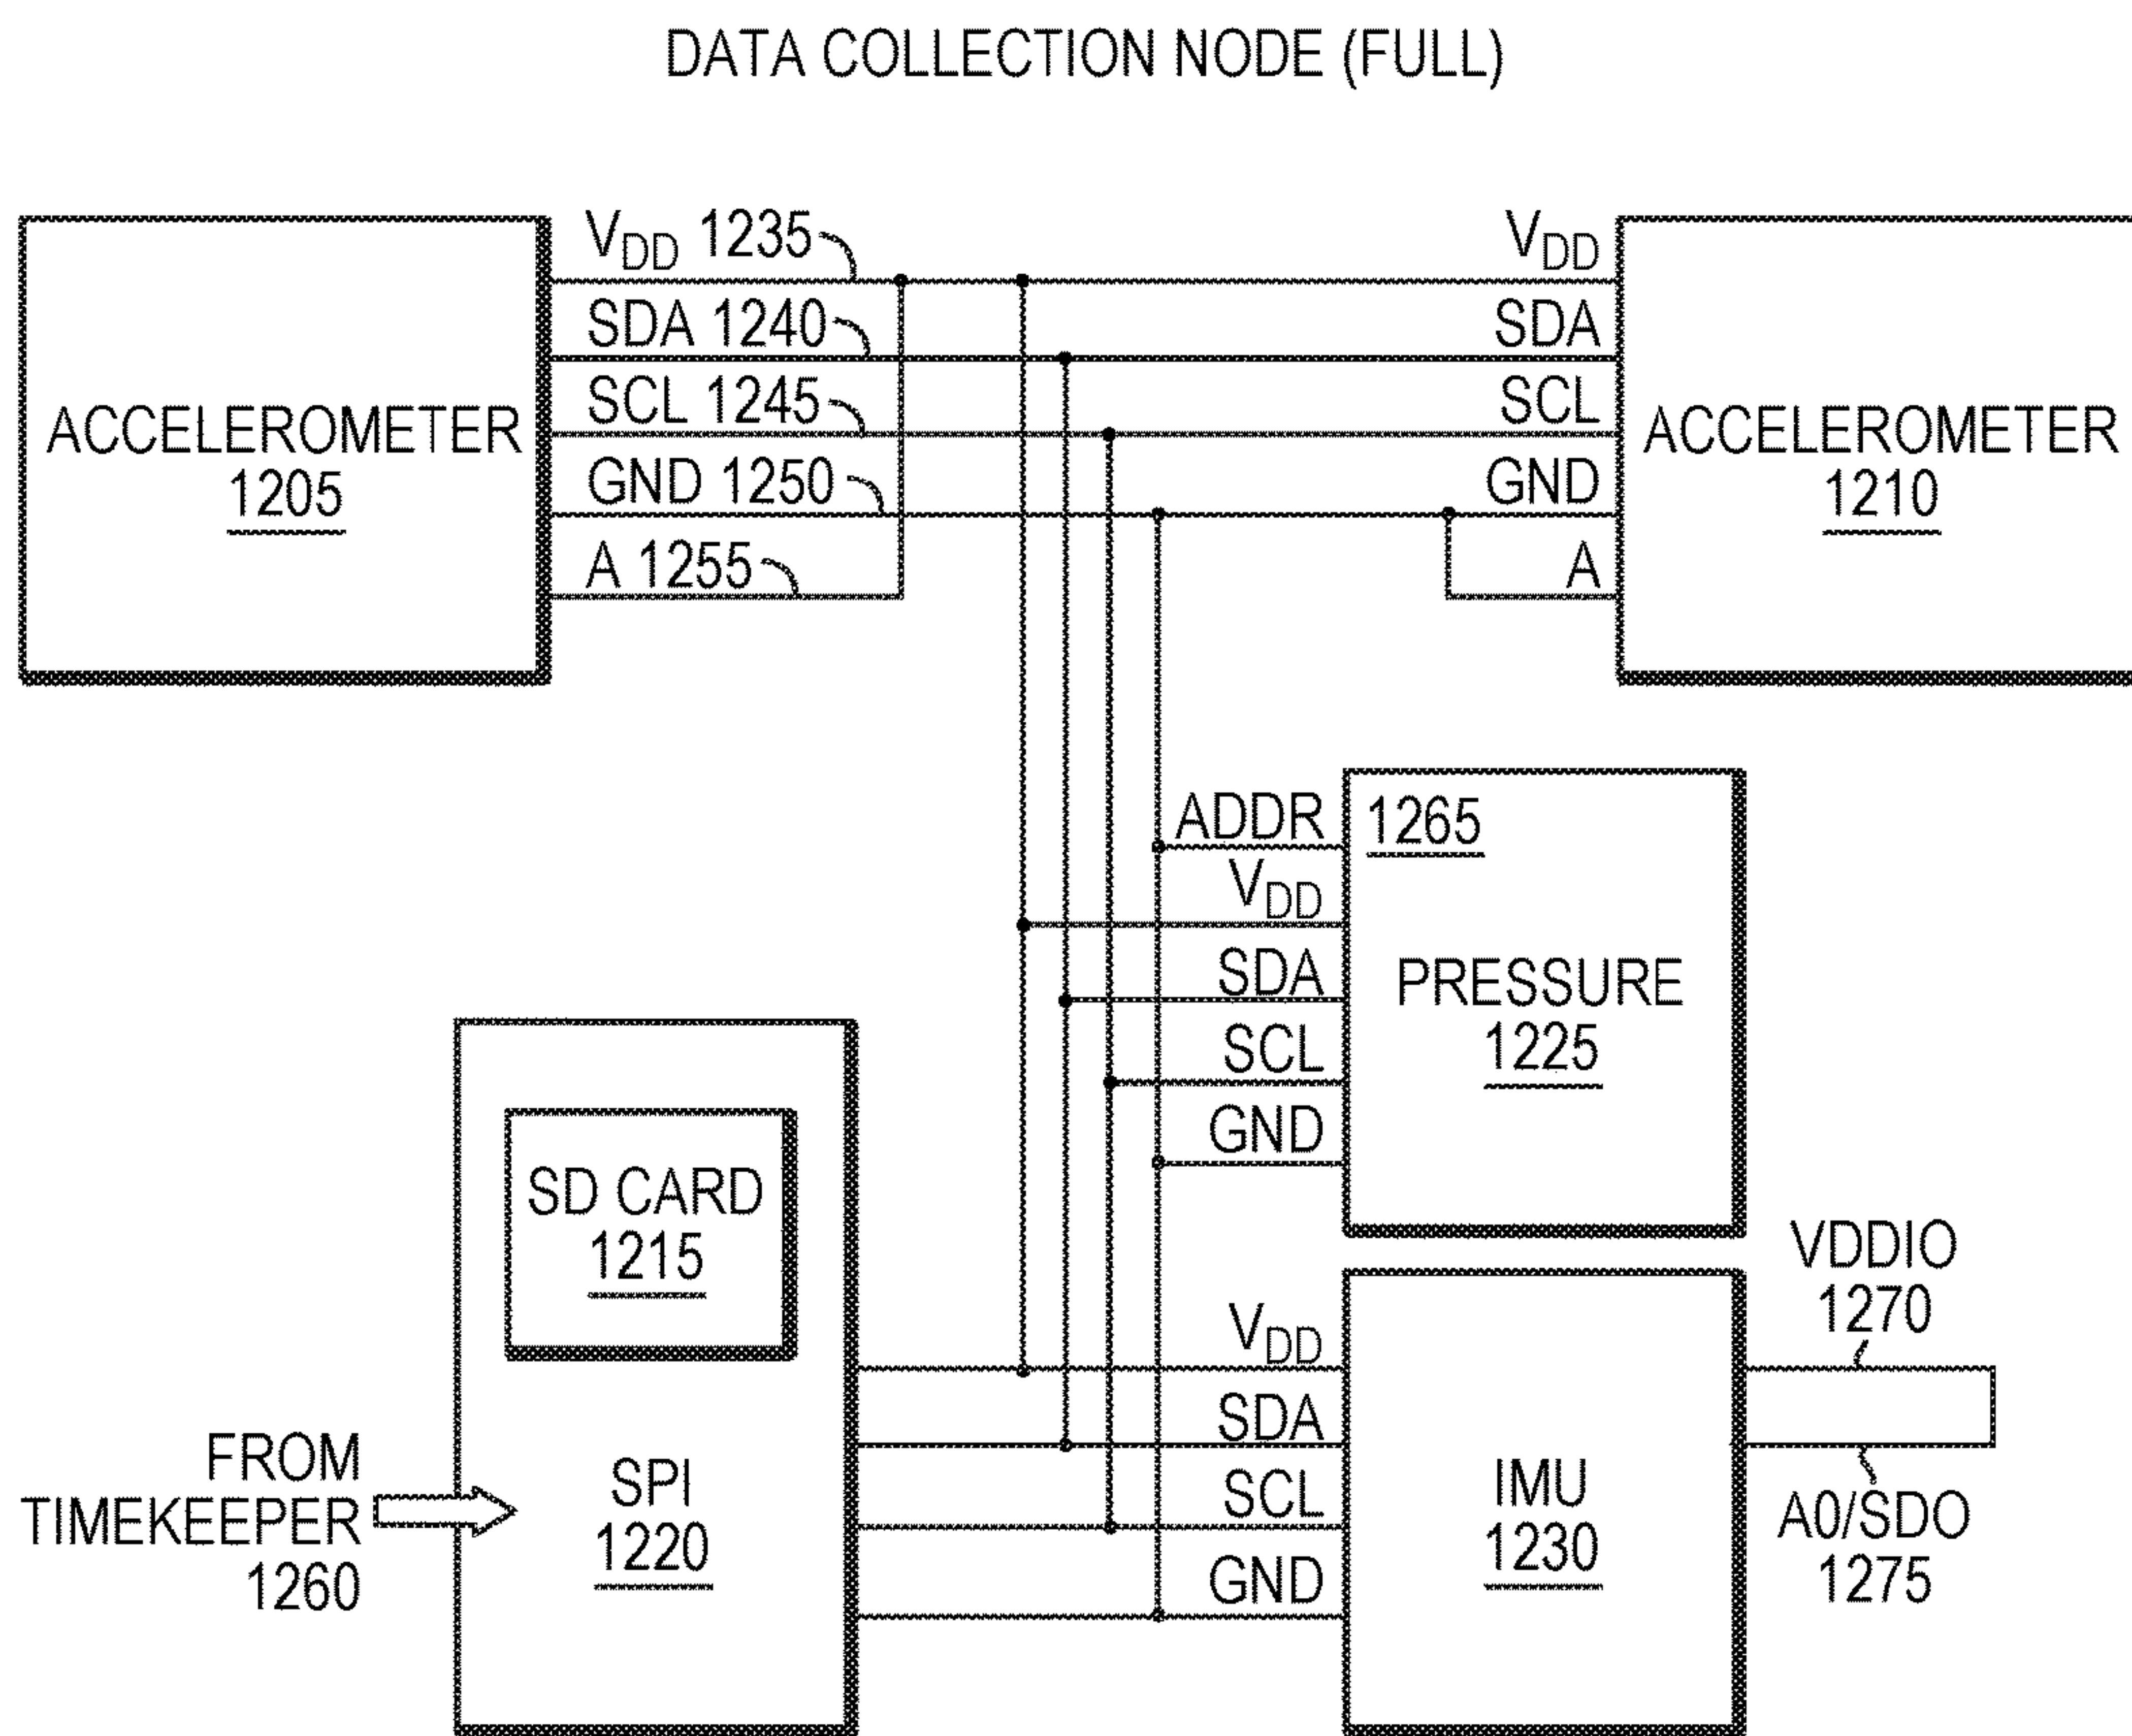 DATA COLLECTION NODE (FULL)
ACCELEROMETER
1205
VDD 1235
SDA 1240
SCL 1245
GND 1250
A 1255
VDD
SDA
SCL
GND
A
ACCELEROMETER
1210
ADDR
VDD
SDA
SCL
GND
1265
PRESSURE
1225
SD CARD
1215
SPI
1220
FROM
TIMEKEEPER
1260
VDD
SDA
SCL
GND
IMU
1230
VDDIO
1270
A0/SDO
1275